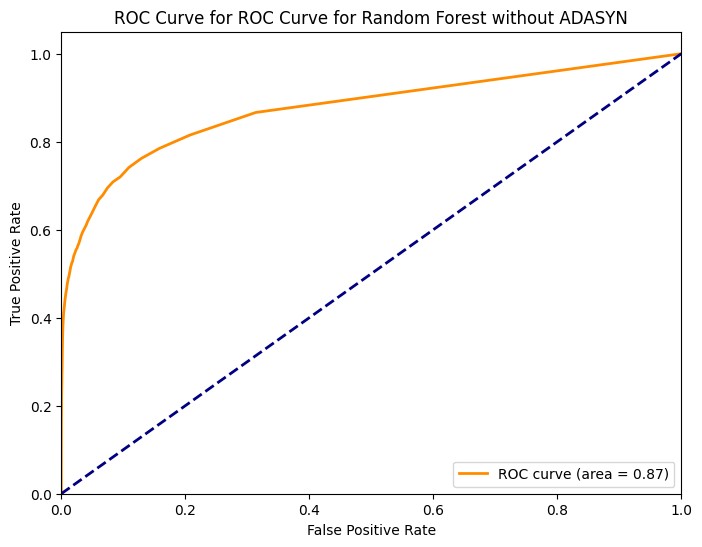 ROC Curve for ROC Curve for Random Forest without ADASYN
1.0
0.8
0.6
0.4
0.2
0.0
True Positive Rate
ROC curve (area = 0.87)
0.0 0.2 0.4 0.6 0.8 1.0
False Positive Rate